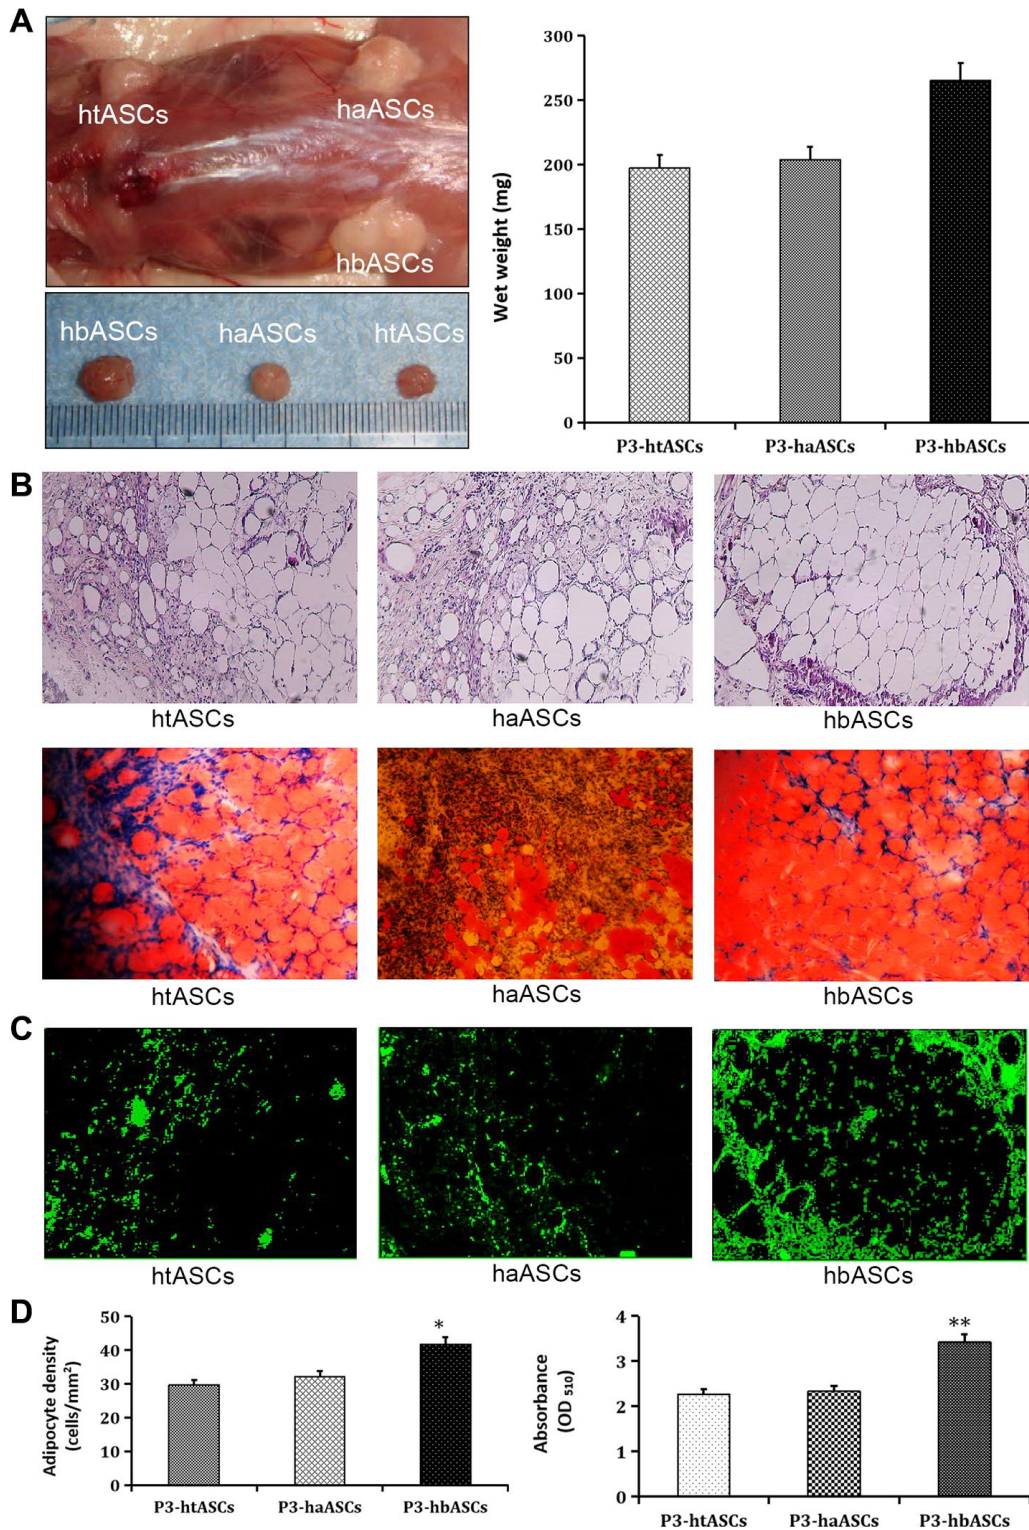 A
htASCs
haASCs
hbASCs
hbASCs
haASCs
htASCs
Wet weight (mg)
300
250
200
150
100
50
0
P3-htASCs
P3-haASCs
P3-hbASCs
B
htASCs
haASCs
hbASCs
htASCs
haASCs
hbASCs
C
htASCs
haASCs
hbASCs
D
Adipocyte density
(cells/mm²)
50
40
30
20
10
0
*
P3-htASCs
P3-haASCs
P3-hbASCs
Absorbance
(OD 510)
4
3
2
1
0
**
P3-htASCs
P3-haASCs
P3-hbASCs